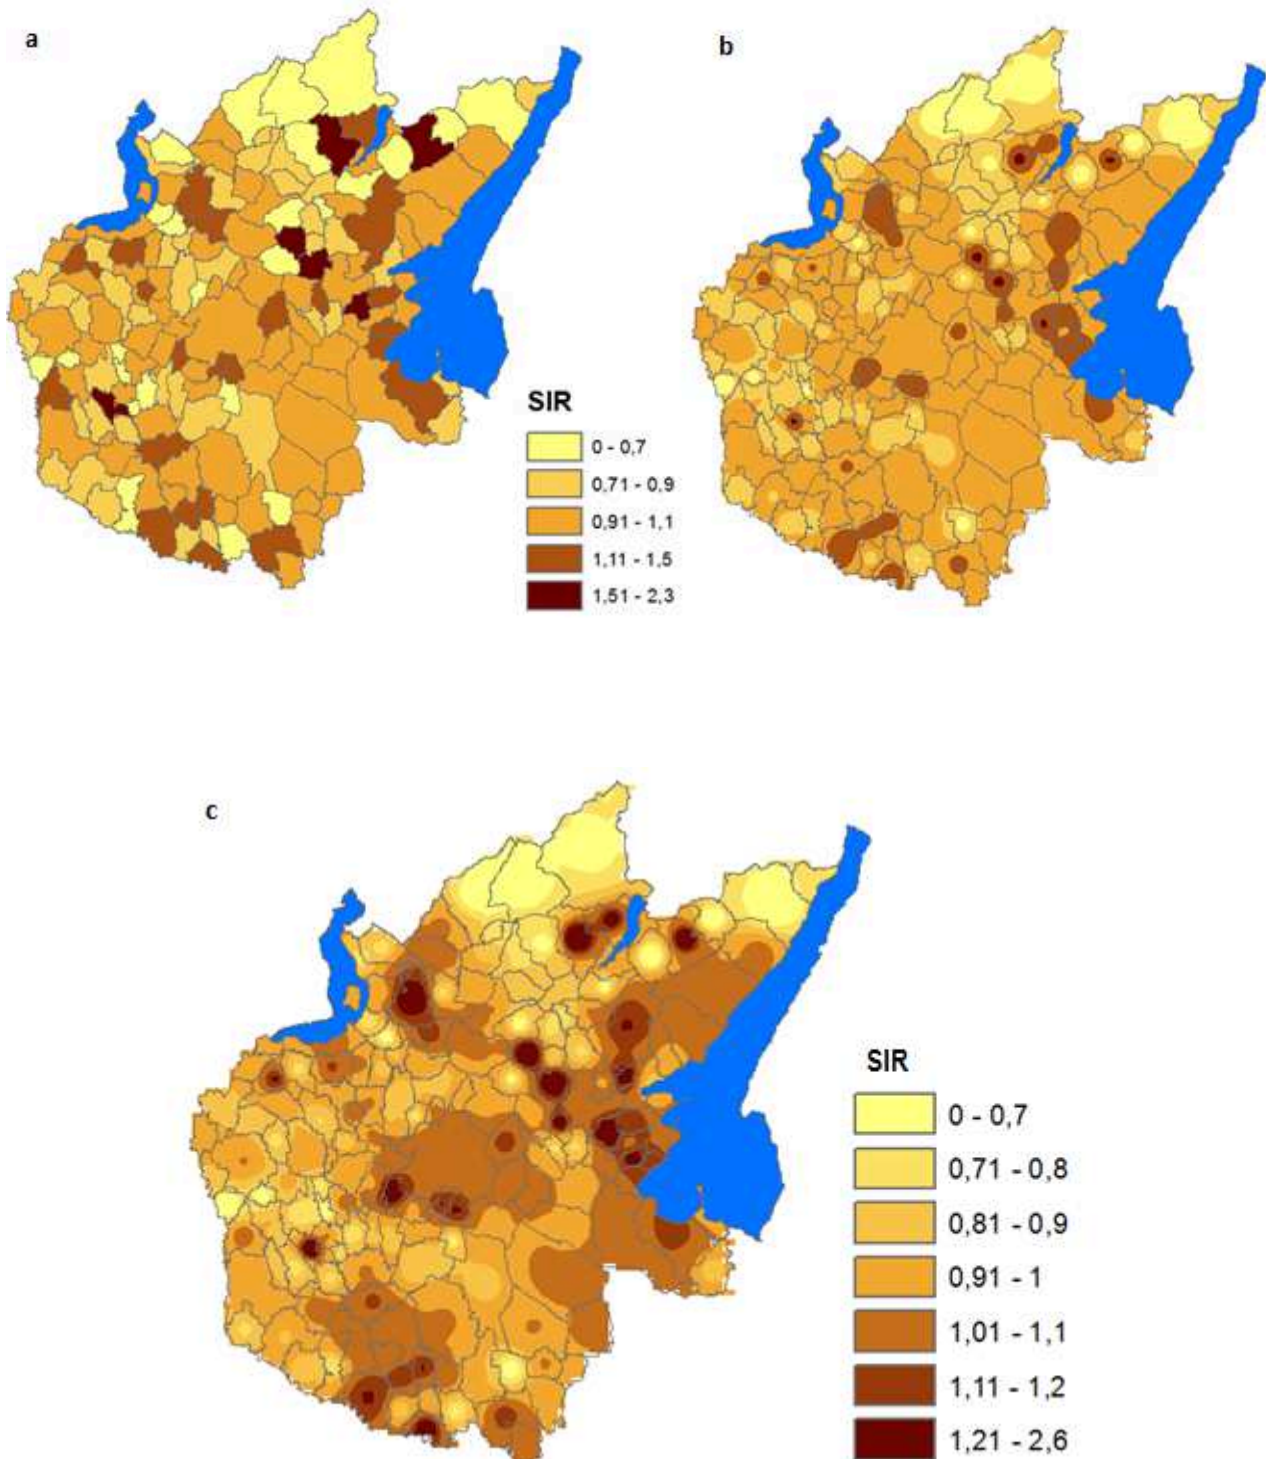 a
b
SIR
0 - 0,7
0,71 - 0,9
0,91 - 1,1
1,11 - 1,5
1,51 - 2,3
c
SIR
0 - 0,7
0,71 - 0,8
0,81 - 0,9
0,91 - 1
1,01 - 1,1
1,11 - 1,2
1,21 - 2,6